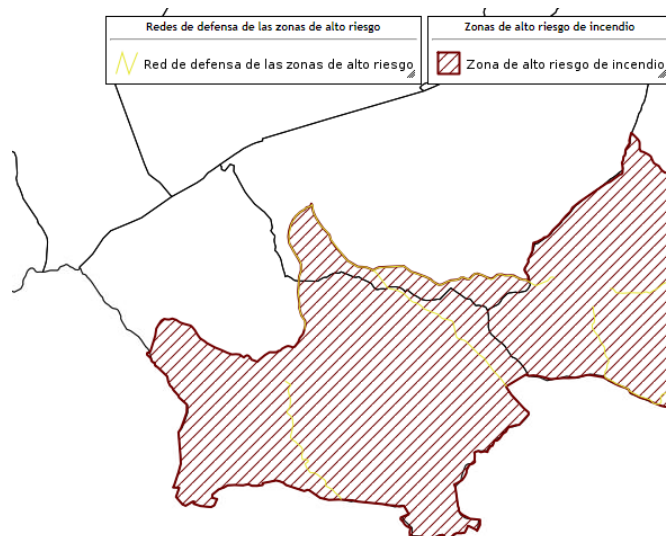 Redes de defensa de las zonas de alto riesgo
Red de defensa de las zonas de alto riesgo
Zonas de alto riesgo de incendio
Zona de alto riesgo de incendio